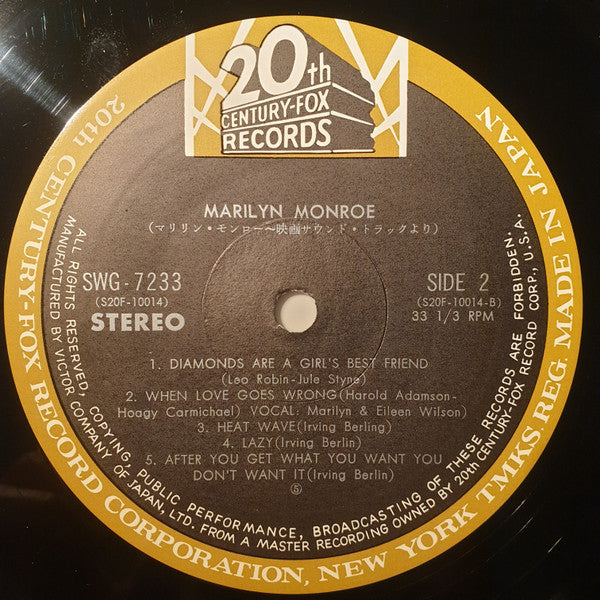 20th
CENTURY-FOX
RECORDS
MARILYN MONROE
(マリリン・モンロー〜映画サウンド・トラックより)
SWG-7233
(S20F-10014)
STEREO
SIDE 2
(S20F-10014-B)
33 1/3 RPM
1. DIAMONDS ARE A GIRL'S BEST FRIEND
(Leo Robin-Jule Styne)
2. WHEN LOVE GOES WRONG(Harold Adamson-
Hoagy Carmichael) VOCAL: Marilyn & Eileen Wilson)
3. HEAT WAVE(Irving Berling)
4. LAZY(Irving Berlin)
5. AFTER YOU GET WHAT YOU WANT YOU
DON'T WANT IT(Irving Berlin)
Ⓢ
ALL RIGHTS RESERVED, COPYING, PUBLIC PERFORMANCE, BROADCASTING OF THESE RECORDS ARE FORBIDDEN.
MANUFACTURED BY VICTOR COMPANY OF JAPAN, LTD. FROM A MASTER RECORDING OWNED BY 20th CENTURY-FOX RECORD CORP., U.S.A.
20th CENTURY-FOX RECORD CORPORATION, NEW YORK TMKS REG. MADE IN JAPAN